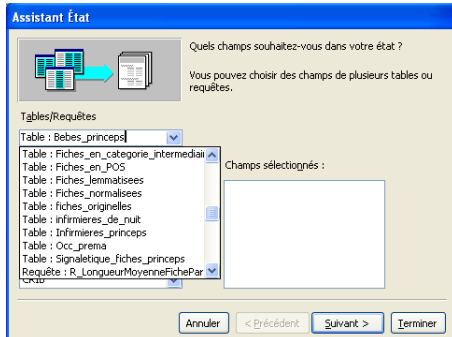 Assistant État
Quels champs souhaitez-vous dans votre état ?
Vous pouvez choisir des champs de plusieurs tables ou
requêtes.
Tables/Requêtes
Table : Bebes_princeps
Table : Fiches_en_categorie_intermediair
Table : Fiches_en_POS
Table : Fiches_lemmatisees
Table : Fiches_normalisees
Table : fiches_originelles
Table : infirmieres_de_nuit
Table : Infirmieres_princeps
Table : Occ_prema
Table : Signaletique_fiches_princeps
Requête : R_LongueurMoyenneFichePar
Champs sélectionnés :
CRIB
Annuler
< Précédent
Suivant >
Terminer